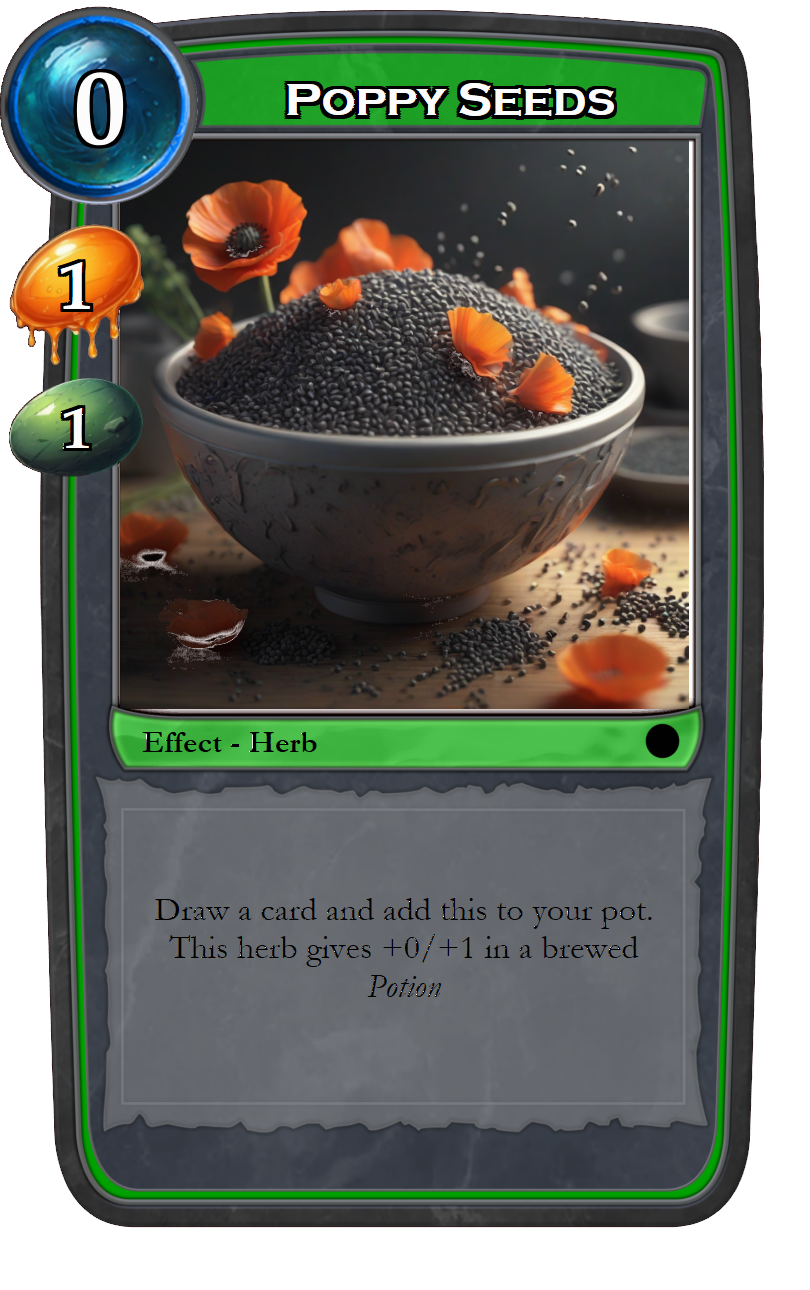 0
Poppy Seeds
1
1
Effect - Herb
Draw a card and add this to your pot.
This herb gives +0/+1 in a brewed
Potion